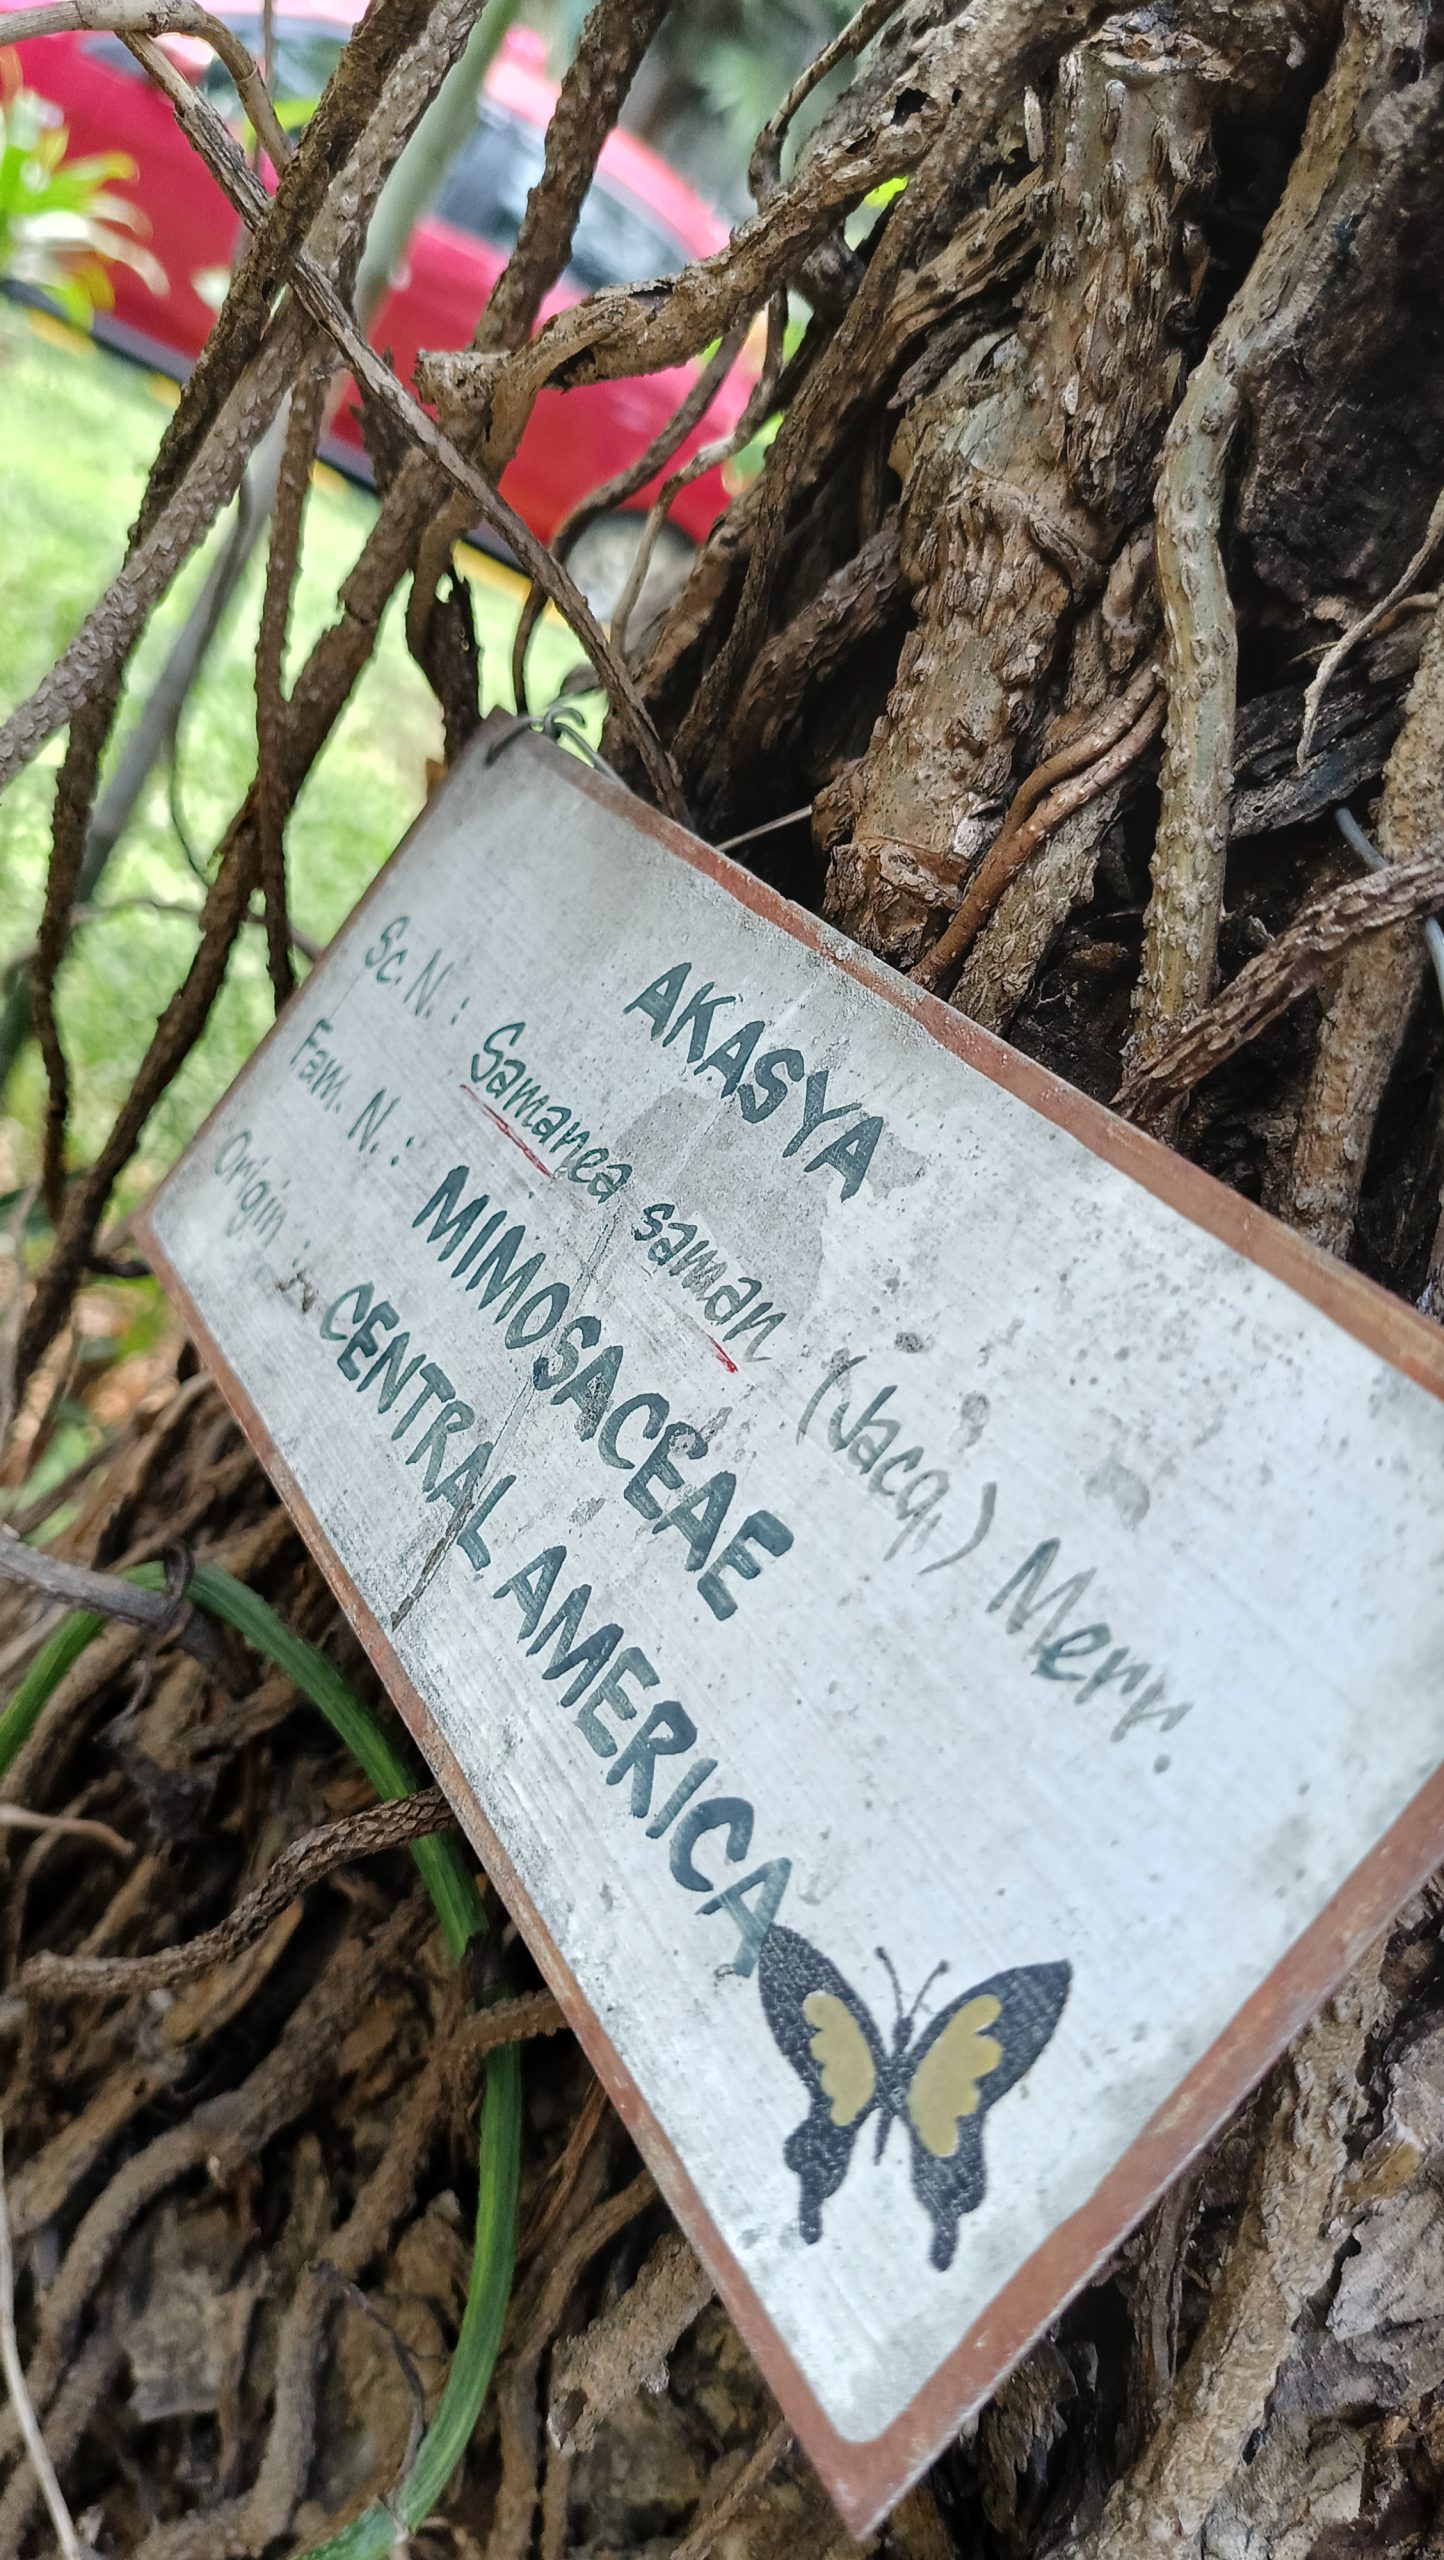 AKASYA
Sc. N. : Samanea saman (Jacq.) Merr.
Fam. N. : MIMOSACEAE
Origin : CENTRAL AMERICA